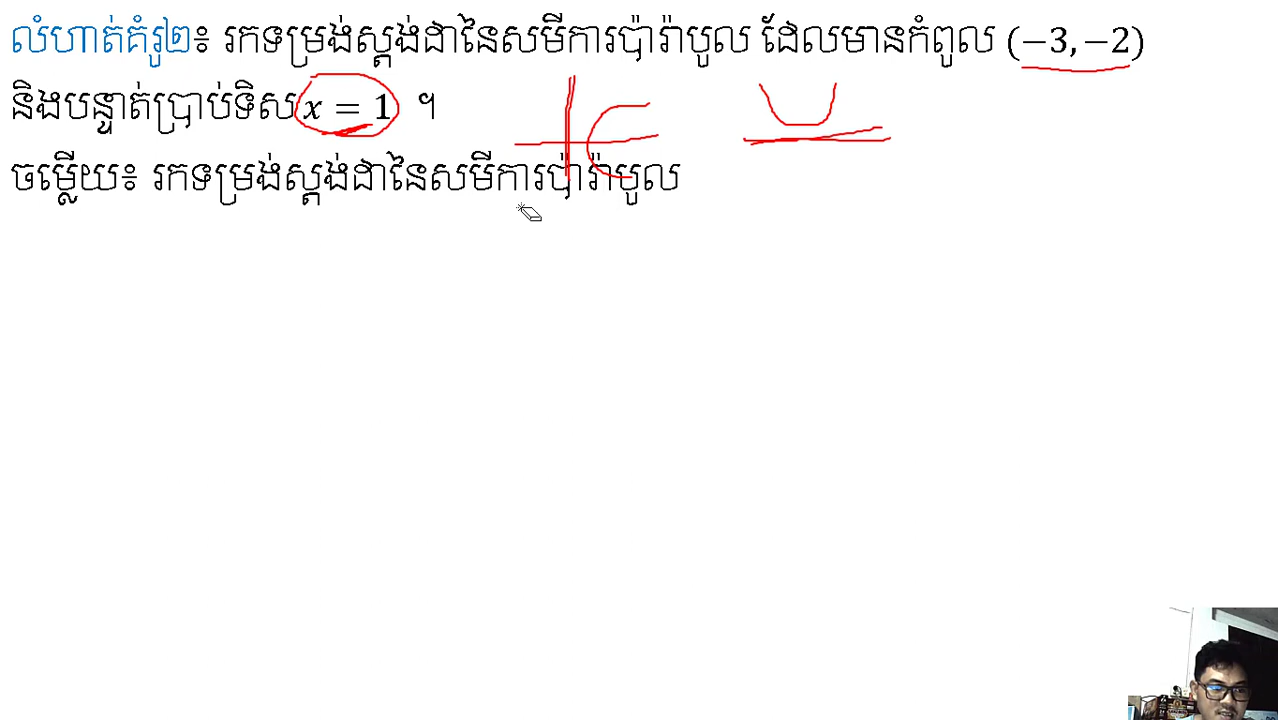 លំហាត់គំរូ២៖ រកទម្រង់ស្តង់ដានៃសមីការប៉ារ៉ាបូល ដែលមានកំពូល (−3, −2)
និងបន្ទាត់ប្រាប់ទិស x = 1 ។
ចម្លើយ៖ រកទម្រង់ស្តង់ដានៃសមីការប៉ារ៉ាបូល